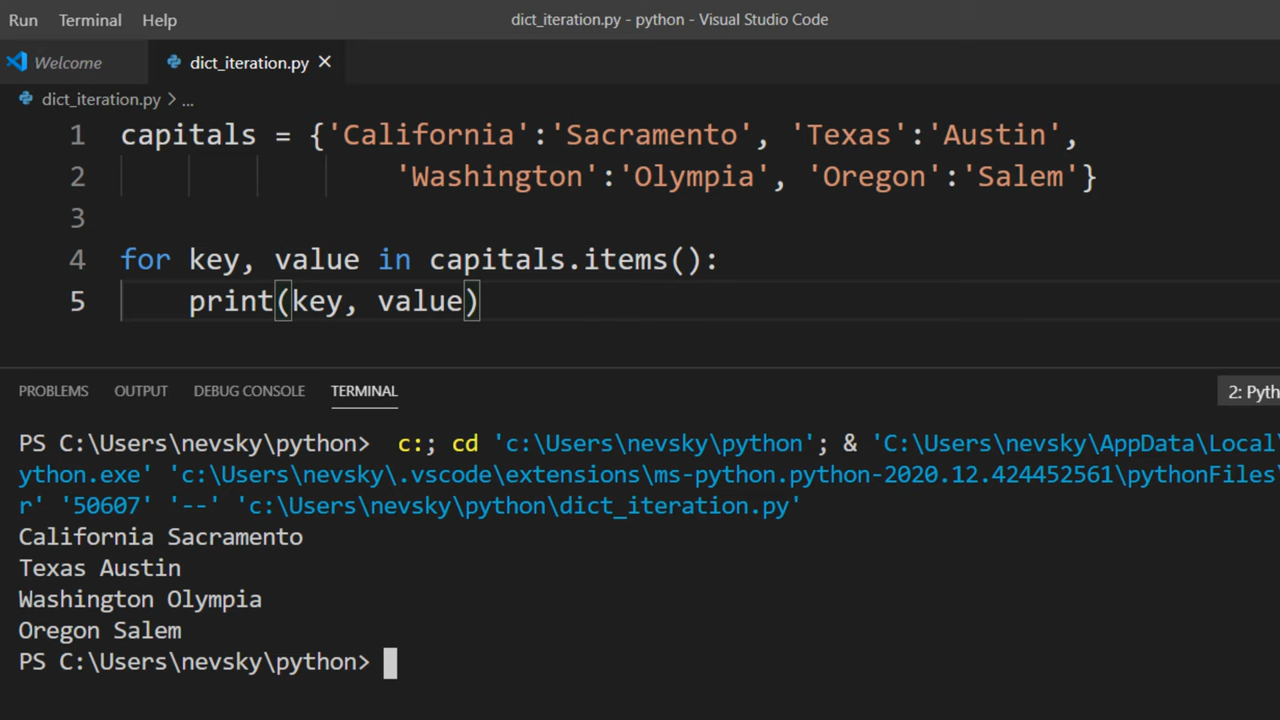 Run Terminal Help dict_iteration.py - python - Visual Studio Code
Welcome dict_iteration.py ×
dict_iteration.py > ...
1 capitals = {'California':'Sacramento', 'Texas':'Austin',
2 'Washington':'Olympia', 'Oregon':'Salem'}
3
4 for key, value in capitals.items():
5 print(key, value)
PROBLEMS OUTPUT DEBUG CONSOLE TERMINAL 2: Pyth
PS C:\Users\nevsky\python> c:; cd 'c:\Users\nevsky\python'; & 'C:\Users\nevsky\AppData\Local\
ython.exe' 'c:\Users\nevsky\.vscode\extensions\ms-python.python-2020.12.424452561\pythonFiles\
r' '50607' '--' 'c:\Users\nevsky\python\dict_iteration.py'
California Sacramento
Texas Austin
Washington Olympia
Oregon Salem
PS C:\Users\nevsky\python>